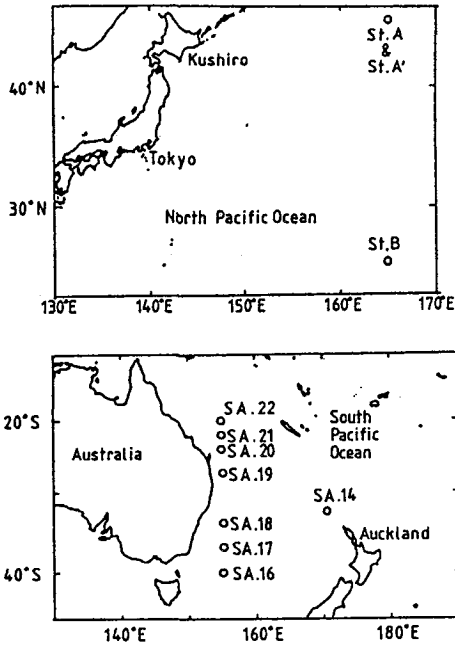 St.A
&
St.A'
Kushiro
40°N
Tokyo
30°N
North Pacific Ocean
St.B
130°E 140°E 150°E 160°E 170°E
SA.22
20°S
SA.21
South
Pacific
Ocean
SA.20
Australia
SA.19
SA.14
SA.18
Auckland
SA.17
40°S
SA.16
140°E 160°E 180°E